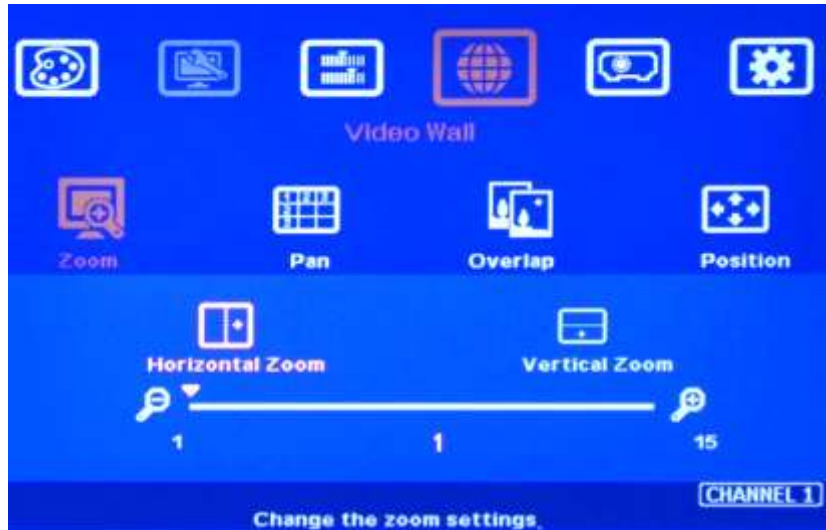 Video Wall
Zoom Pan Overlap Position
Horizontal Zoom Vertical Zoom
1 1 15
CHANNEL 1
Change the zoom settings.